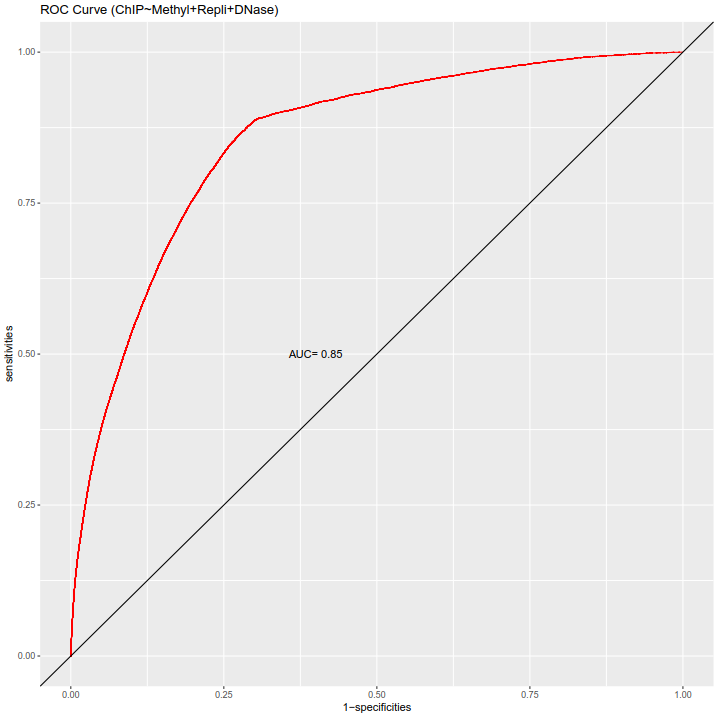 ROC Curve (ChIP~Methyl+Repli+DNase)
1.00
0.75
sensitivities
0.50
AUC= 0.85
0.25
0.00
0.00 0.25 0.50 0.75 1.00
1−specificities